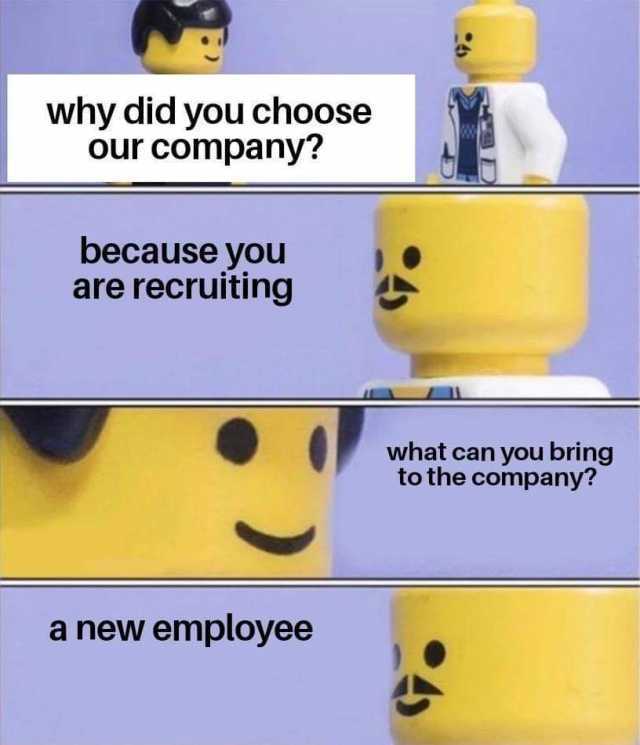 why did you choose
our company?
because you
are recruiting
what can you bring
to the company?
a new employee